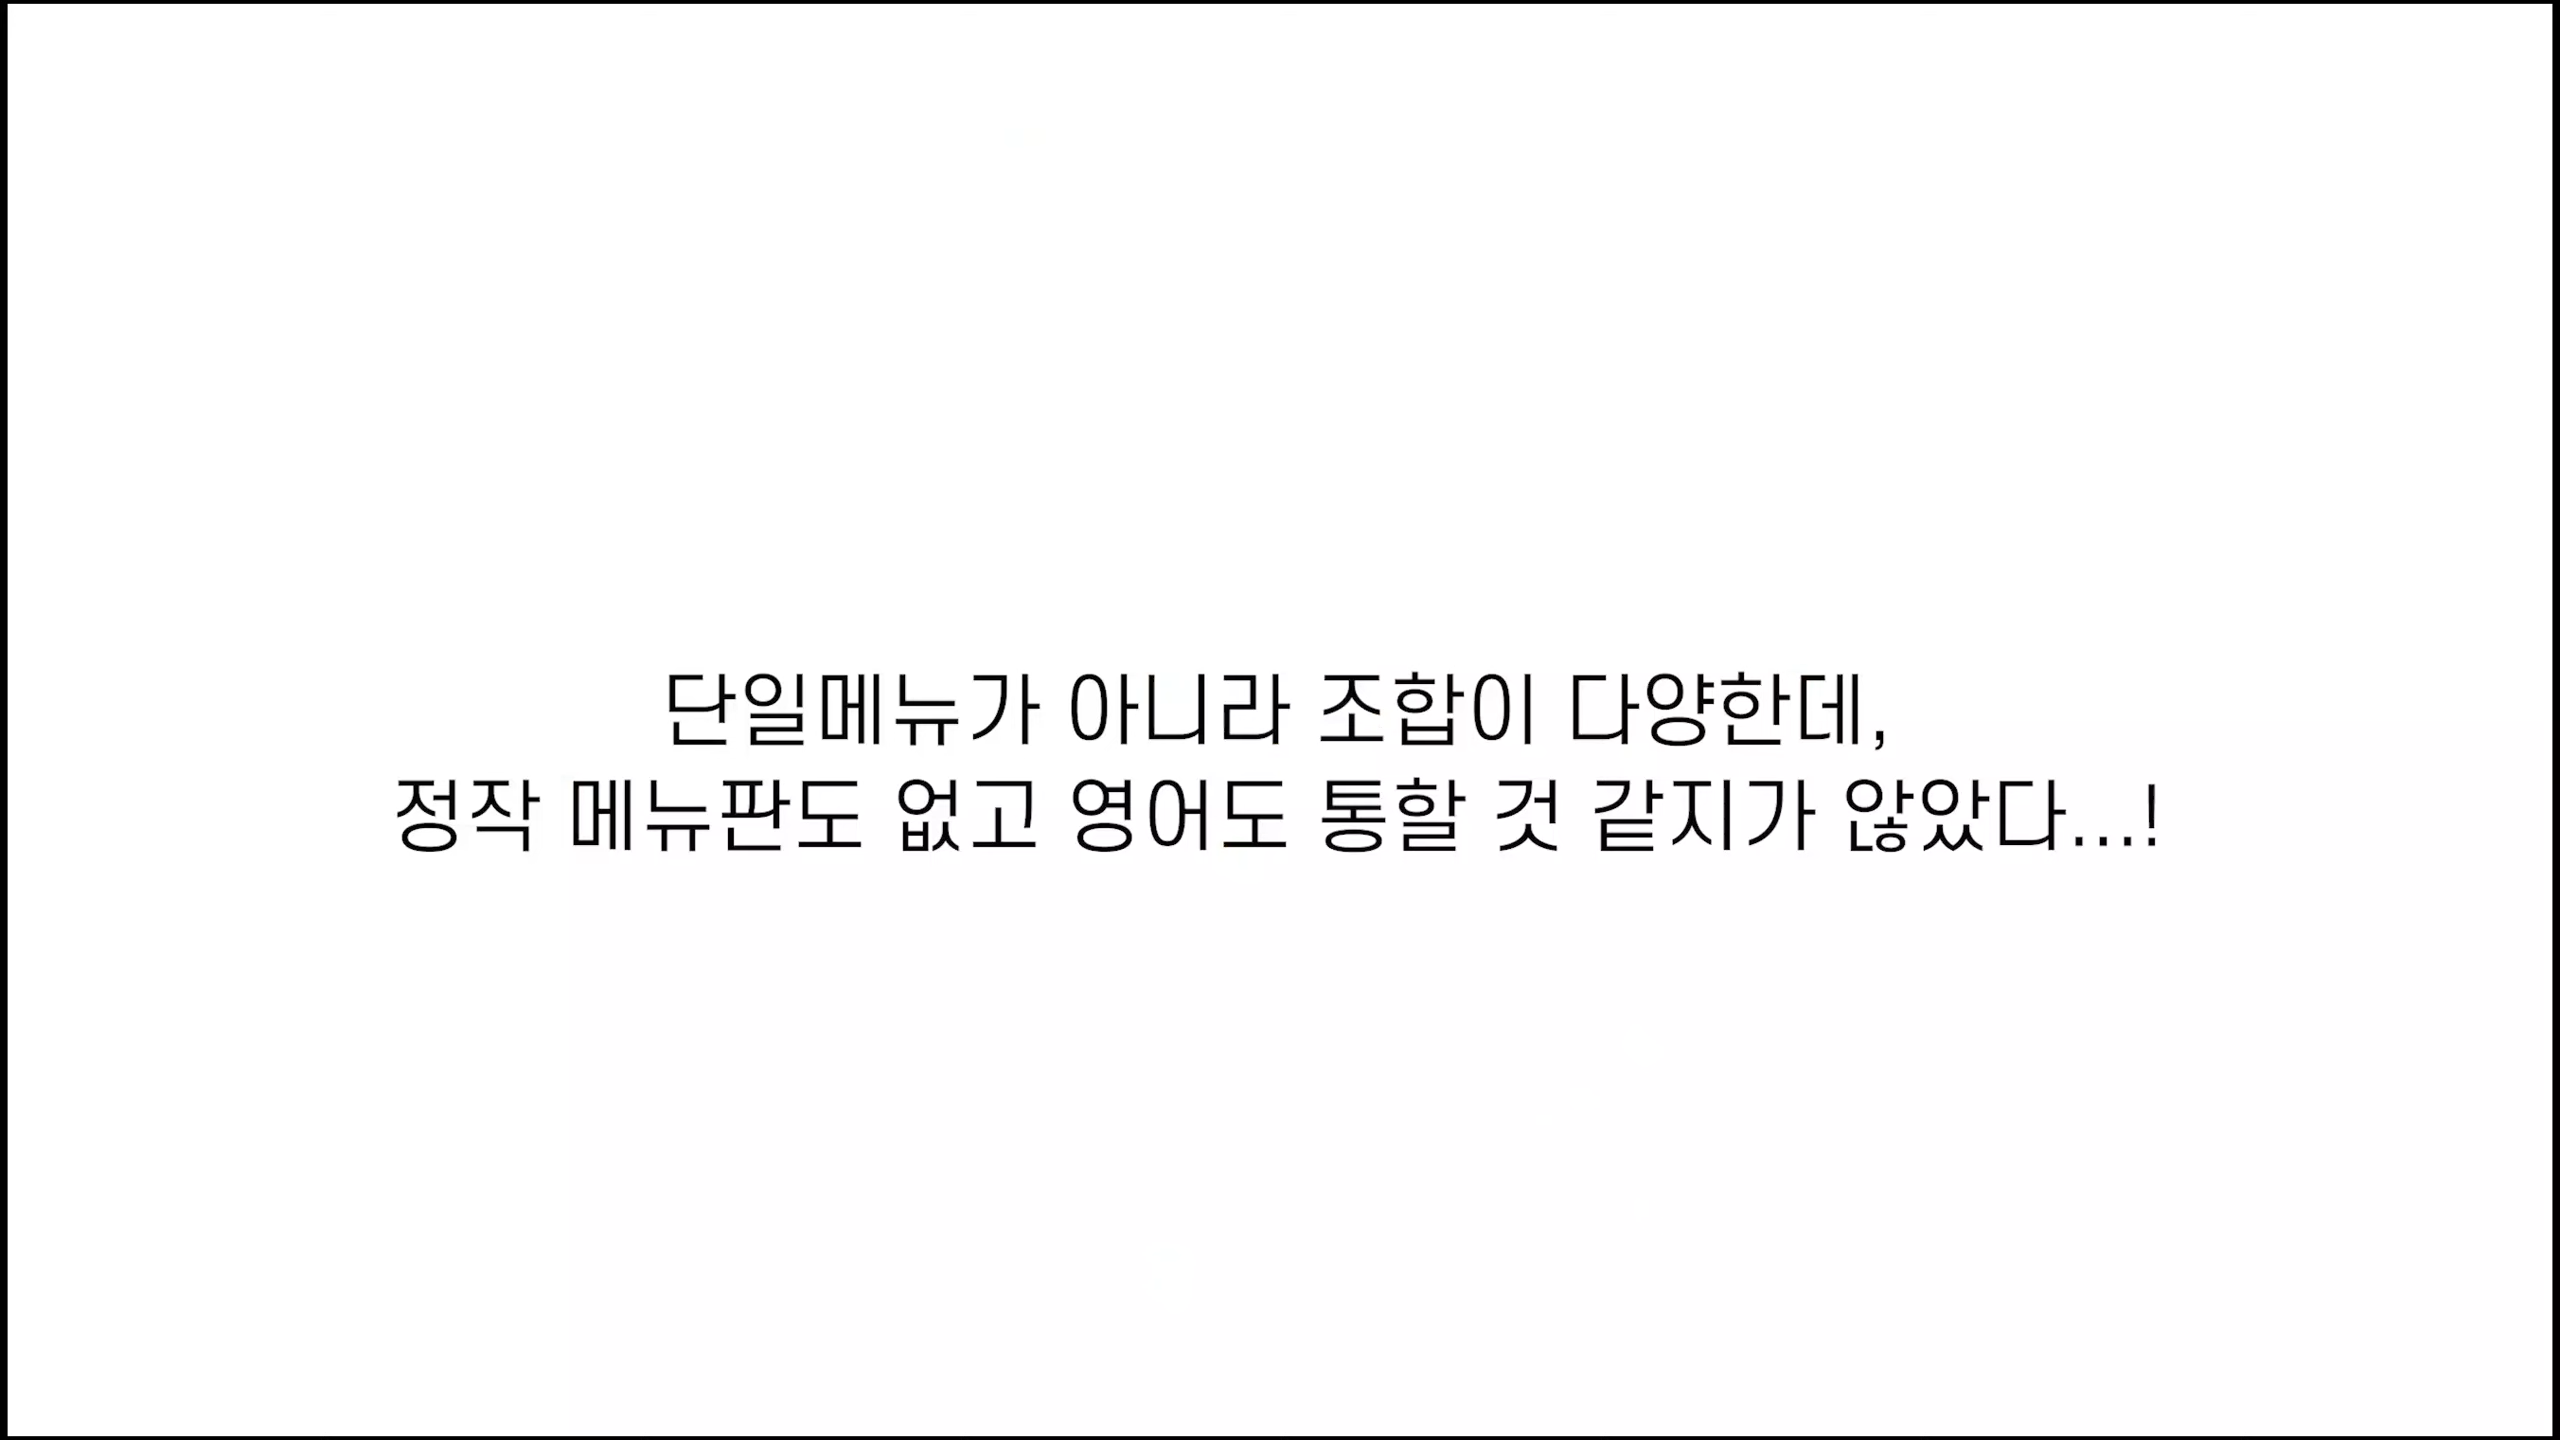 단일메뉴가 아니라 조합이 다양한데,
정작 메뉴판도 없고 영어도 통할 것 같지가 않았다...!